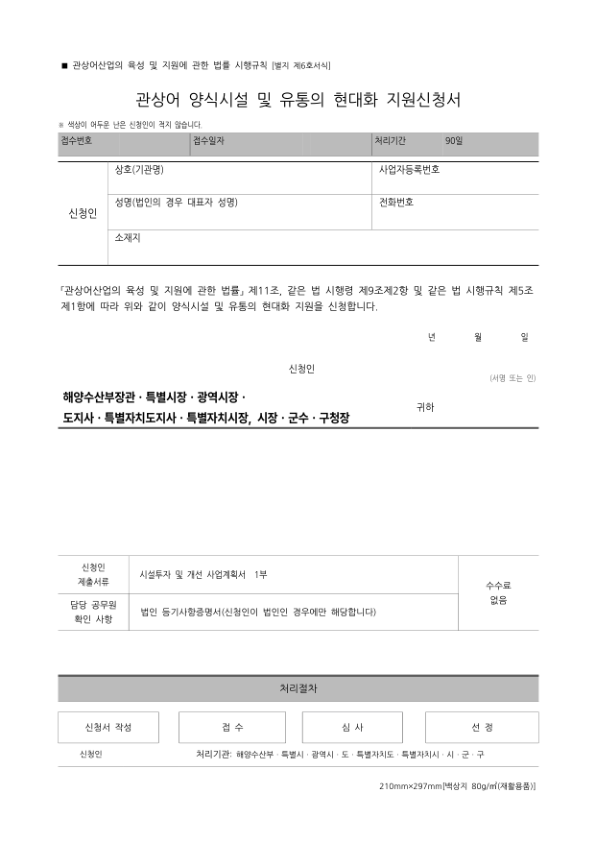 ■ 관상어산업의 육성 및 지원에 관한 법률 시행규칙 [별지 제6호서식]
관상어 양식시설 및 유통의 현대화 지원신청서
※ 색상이 어두운 난은 신청인이 적지 않습니다.
접수번호 접수일자 처리기간 90일
상호(기관명) 사업자등록번호
신청인
성명(법인의 경우 대표자 성명) 전화번호
소재지
「관상어산업의 육성 및 지원에 관한 법률」 제11조, 같은 법 시행령 제9조제2항 및 같은 법 시행규칙 제5조
제1항에 따라 위와 같이 양식시설 및 유통의 현대화 지원을 신청합니다.
년 월 일
신청인
(서명 또는 인)
해양수산부장관 · 특별시장 · 광역시장 ·
도지사 · 특별자치도지사 · 특별자치시장, 시장 · 군수 · 구청장
귀하
신청인
제출서류
시설투자 및 개선 사업계획서 1부
수수료
없음
담당 공무원
확인 사항
법인 등기사항증명서(신청인이 법인인 경우에만 해당합니다)
처리절차
신청서 작성 접 수 심 사 선 정
신청인 처리기관: 해양수산부 · 특별시 · 광역시 · 도 · 특별자치도 · 특별자치시 · 시 · 군 · 구
210mm×297mm[백상지 80g/㎡(재활용품)]